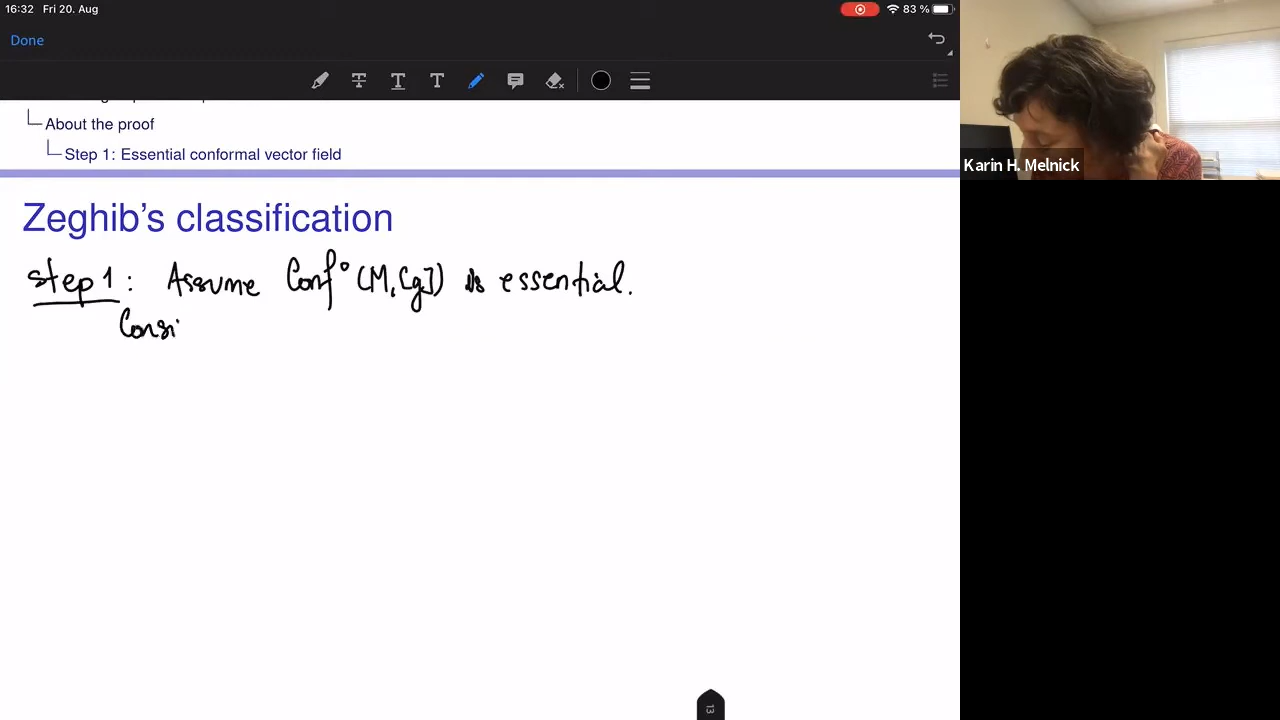 16:32 Fri 20. Aug
83 %
Done
About the proof
Step 1: Essential conformal vector field
Zeghib's classification
Step 1: Assume Conf° (M,[g]) is essential.
Consi
Karin H. Melnick
13